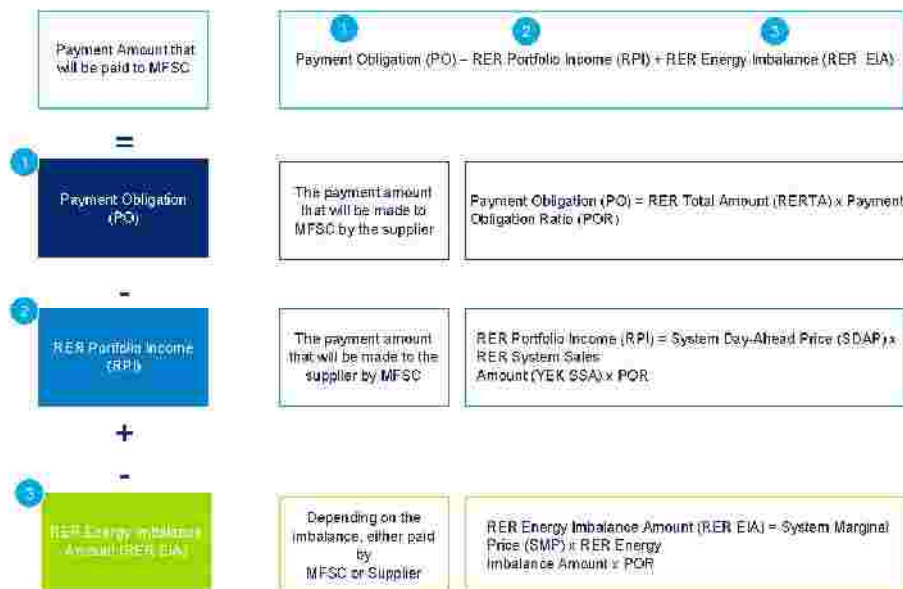 1
2
3
Payment Amount that
will be paid to MFSC
Payment Obligation (PO) – RER Portfolio Income (RPI) + RER Energy Imbalance (RER EIA)
=
1
Payment Obligation
(PO)
The payment amount
that will be made to
MFSC by the supplier
Payment Obligation (PO) = RER Total Amount (RERTA) x Payment
Obligation Ratio (POR)
-
2
RER Portfolio Income
(RPI)
The payment amount
that will be made to the
supplier by MFSC
RER Portfolio Income (RPI) = System Day-Ahead Price (SDAP) x
RER System Sales
Amount (YEK SSA) x POR
+
-
3
RER Energy Imbalance
Amount (RER EIA)
Depending on the
imbalance, either paid
by
MFSC or Supplier
RER Energy Imbalance Amount (RER EIA) = System Marginal
Price (SMP) x RER Energy
Imbalance Amount x POR